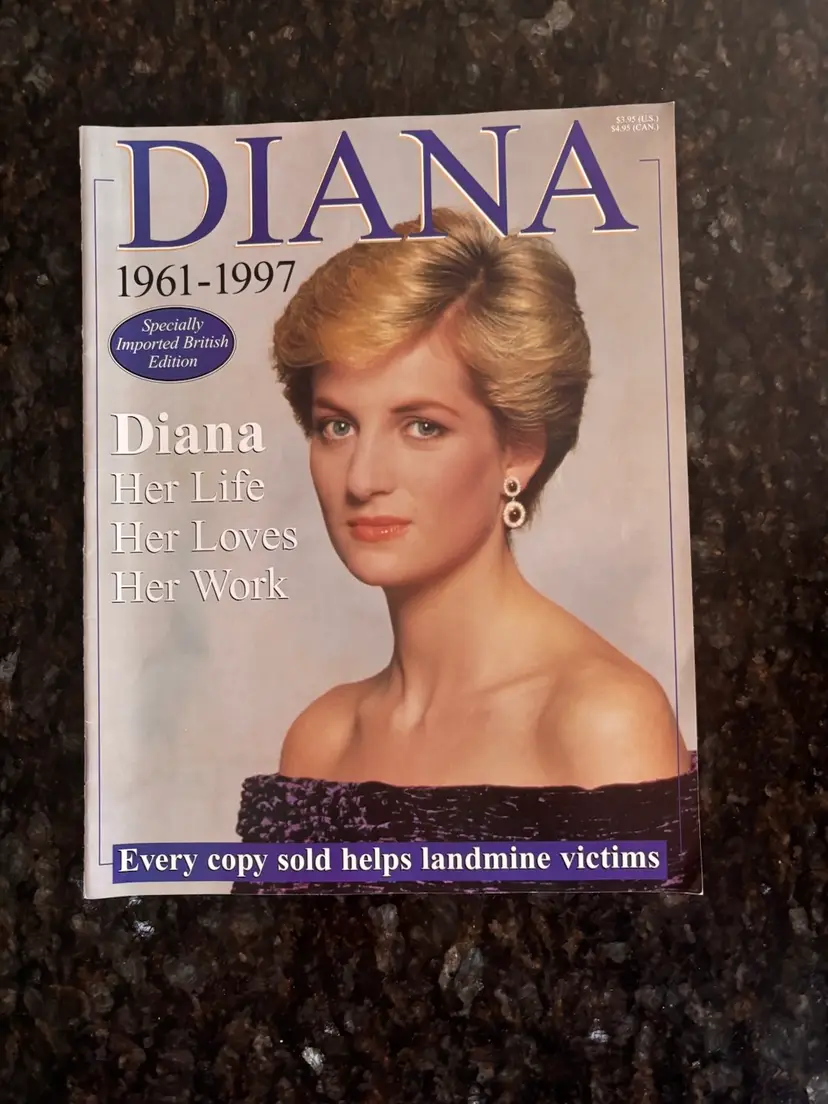 DIANA
$3.95 (U.S.)
$4.95 (CAN.)
1961-1997
Specially
Imported British
Edition
Diana
Her Life
Her Loves
Her Work
Every copy sold helps landmine victims